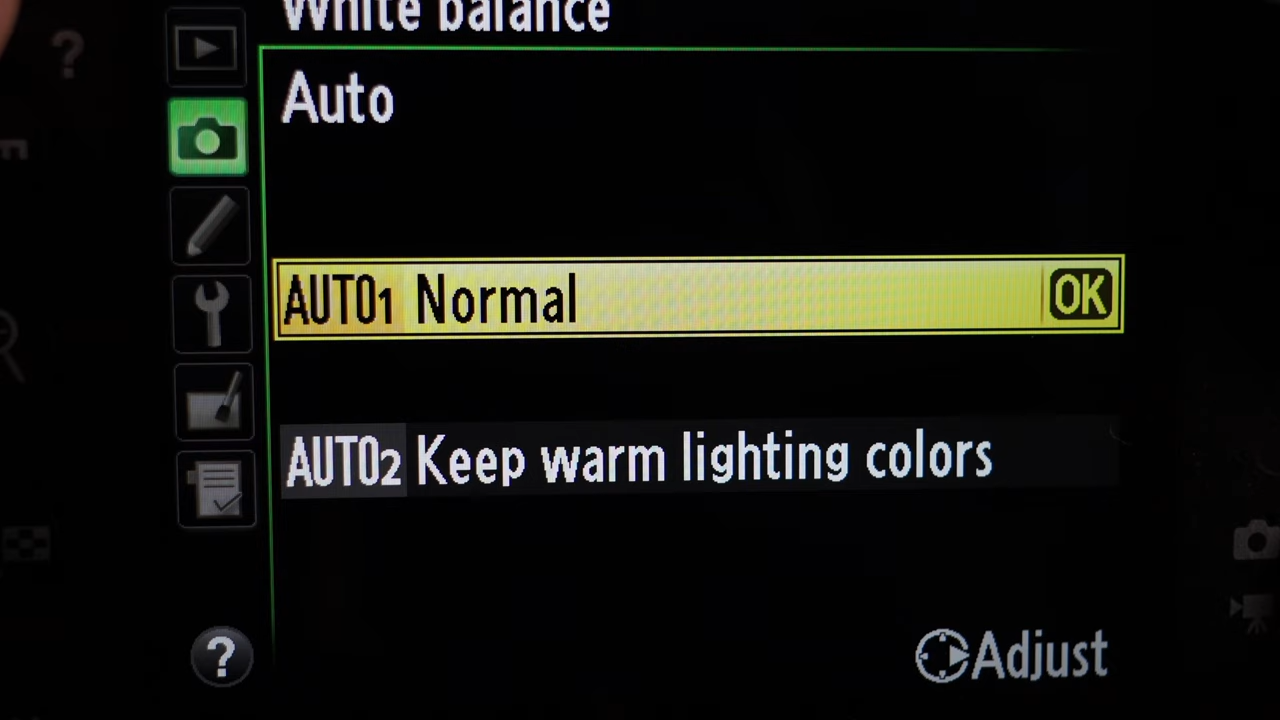 White balance
Auto
AUTO1 Normal OK
AUTO2 Keep warm lighting colors
? Adjust